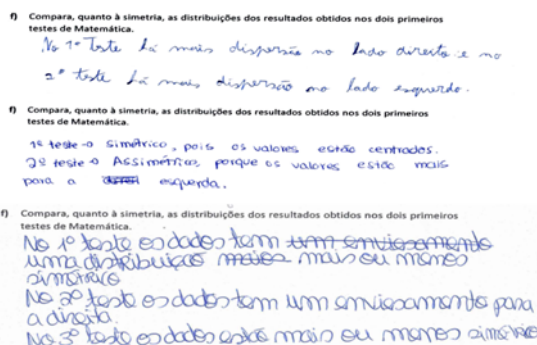 f) Compara, quanto à simetria, as distribuições dos resultados obtidos nos dois primeiros
testes de Matemática.
No 1º Teste há mais dispersão no lado direito e no
2º teste há mais dispersão no lado esquerdo.
f) Compara, quanto à simetria, as distribuições dos resultados obtidos nos dois primeiros
testes de Matemática.
1º teste → Simétrico, pois os valores estão centrados.
2º teste → Assimétrico, porque os valores estão mais
para a esquerda.
f) Compara, quanto à simetria, as distribuições dos resultados obtidos nos dois primeiros
testes de Matemática.
No 1º teste os dados tem um enviesamento
uma distribuição maior mais ou menos
simétrico
No 2º teste os dados tem um enviesamento para
a direita.
No 3º teste os dados estão mais ou menos simétrico